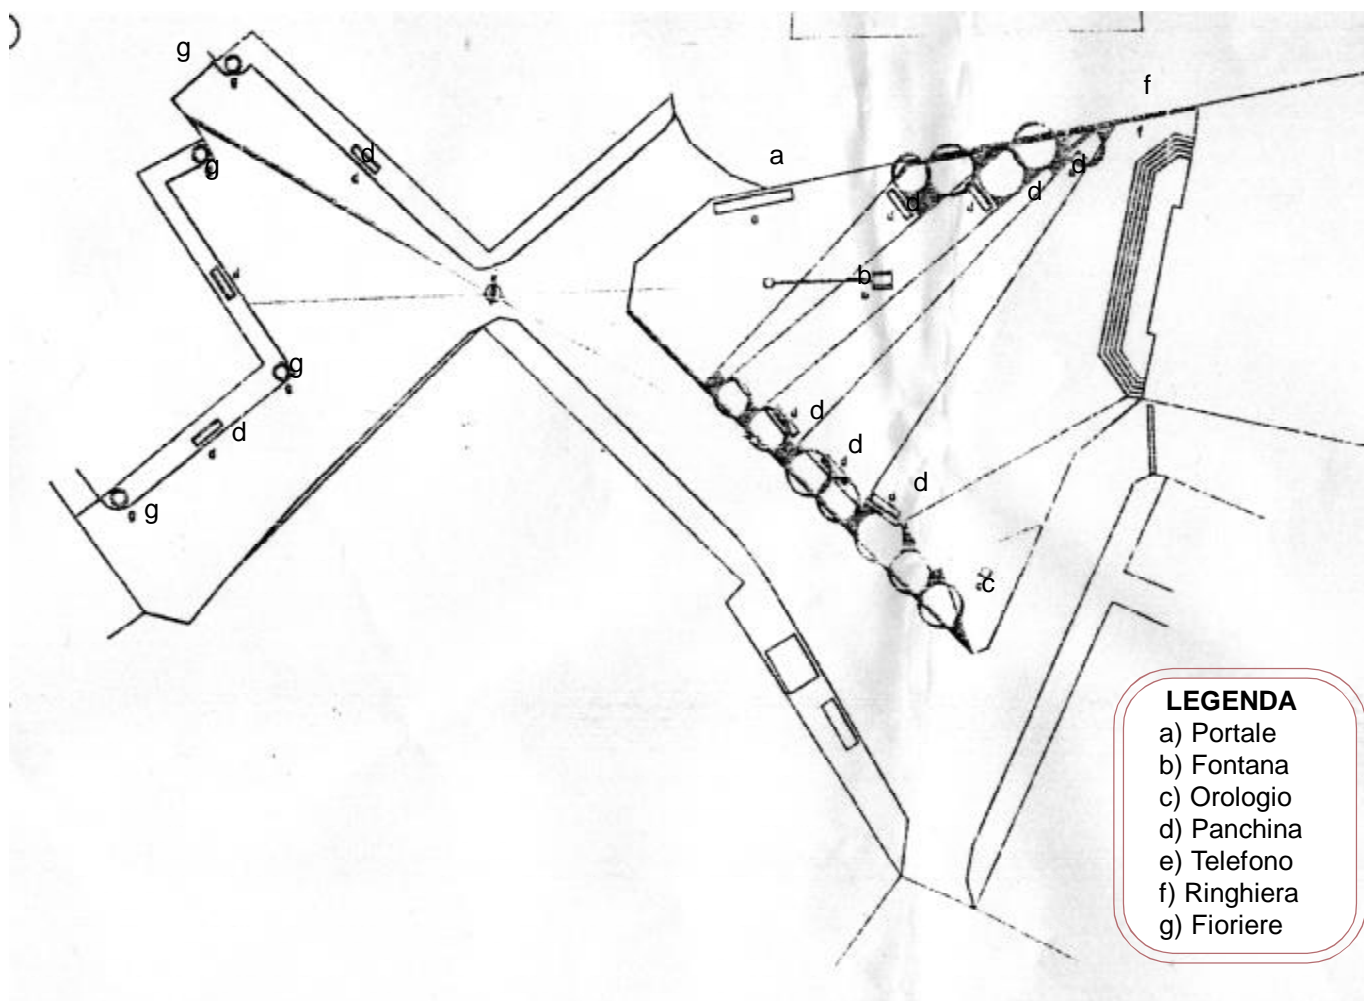 g
f
a
d
g
d
d
d
b
g
d
d
d
d
g
c
LEGENDA
a) Portale
b) Fontana
c) Orologio
d) Panchina
e) Telefono
f) Ringhiera
g) Fioriere